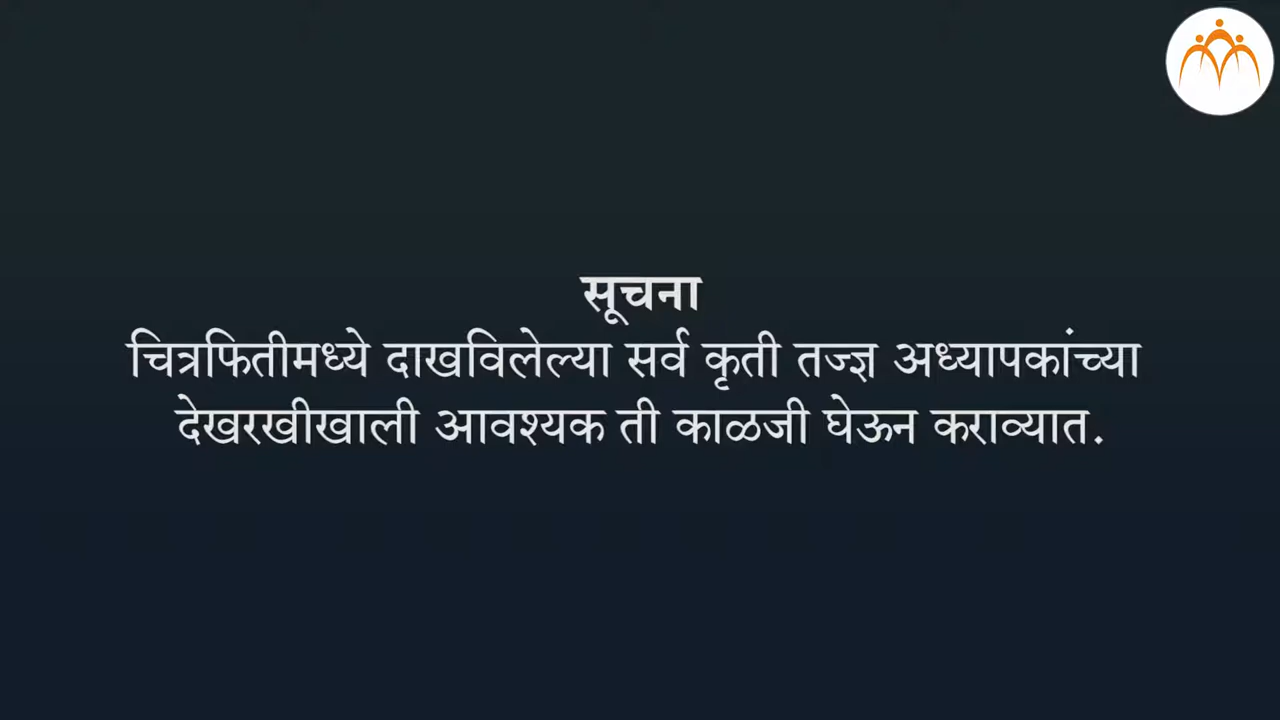 सूचना
चित्रफितीमध्ये दाखविलेल्या सर्व कृती तज्ज्ञ अध्यापकांच्या
देखरखीखाली आवश्यक ती काळजी घेऊन कराव्यात.